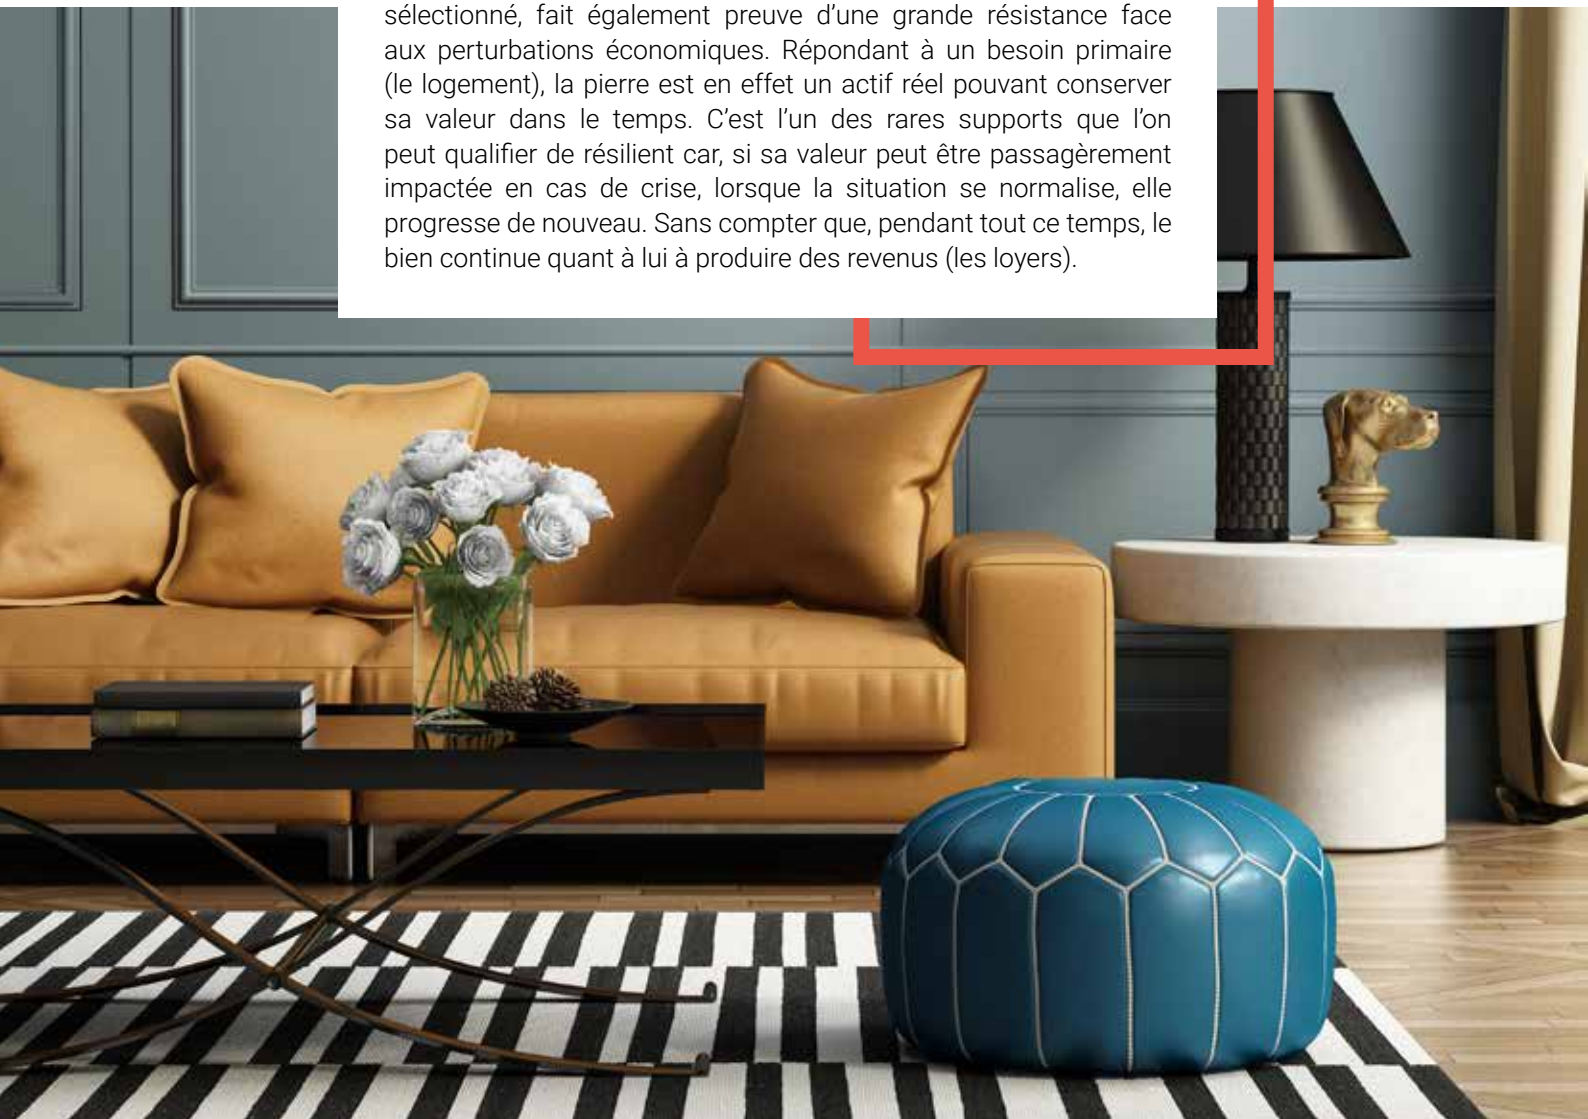 sélectionné, fait également preuve d’une grande résistance face
aux perturbations économiques. Répondant à un besoin primaire
(le logement), la pierre est en effet un actif réel pouvant conserver
sa valeur dans le temps. C’est l’un des rares supports que l’on
peut qualifier de résilient car, si sa valeur peut être passagèrement
impactée en cas de crise, lorsque la situation se normalise, elle
progresse de nouveau. Sans compter que, pendant tout ce temps, le
bien continue quant à lui à produire des revenus (les loyers).